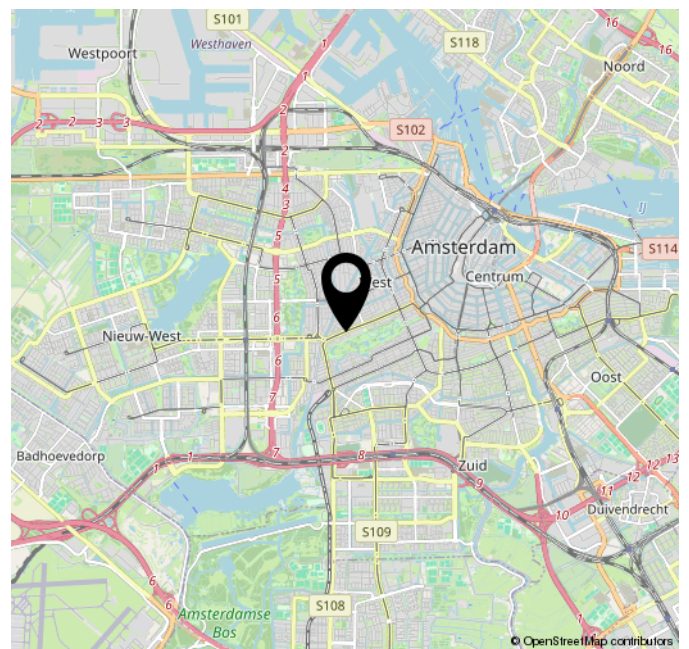 S101
1
16
Westpoort
Westhaven
S118
16
1
Noord
2
2
2
3
3
S102
2
4
3
IJ
5
Amsterdam
S114
5
est
Centrum
6
Nieuw-West
6
Oost
7
Badhoevedorp
1
1
7
8
Zuid
9
11
12
12
13
10
Duivendrecht
S109
6
6
S108
Amsterdamse
Bos
© OpenStreetMap contributors